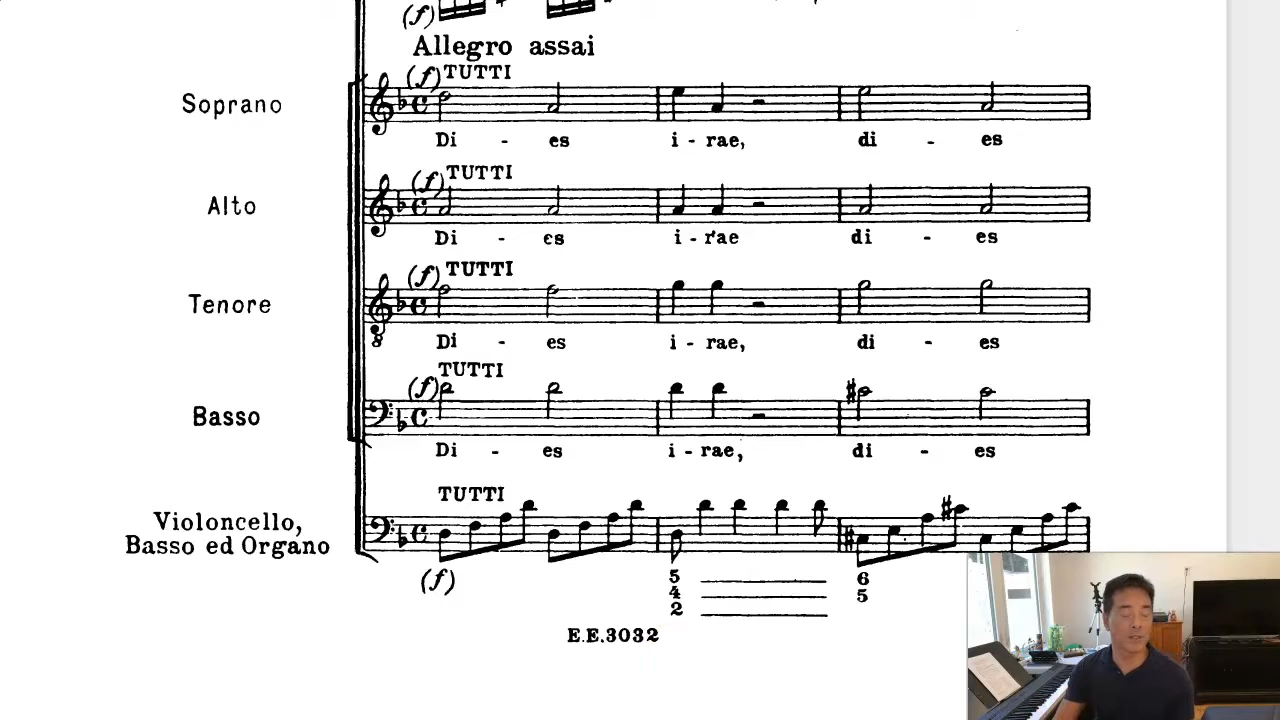 (f)
Allegro assai
(f) TUTTI
Soprano
Di - es i - rae, di - es
(f) TUTTI
Alto
Di - es i - rae di - es
(f) TUTTI
Tenore
8
Di - es i - rae, di - es
TUTTI
(f)
Basso
Di - es i - rae, di - es
TUTTI
Violoncello,
Basso ed Organo
(f)
5 6
4 5
2
E.E.3032